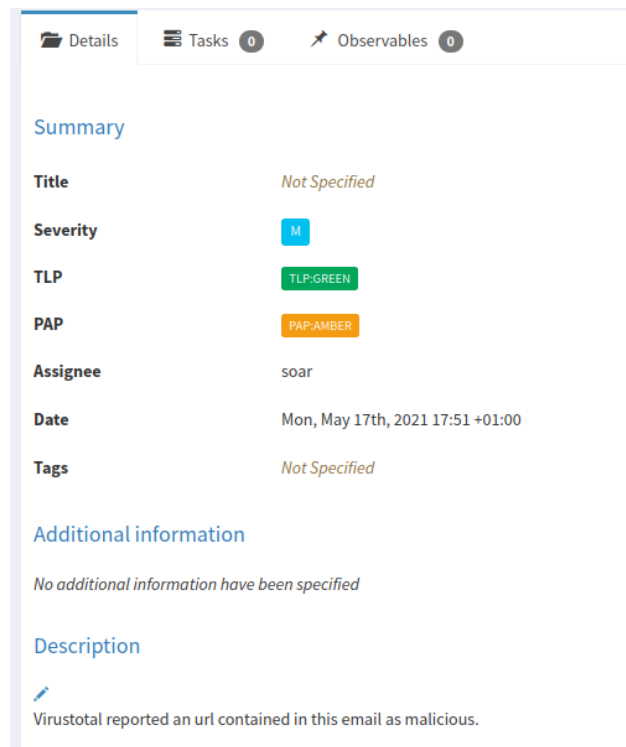 Details Tasks 0 Observables 0
Summary
Title Not Specified
Severity M
TLP TLP:GREEN
PAP PAP:AMBER
Assignee soar
Date Mon, May 17th, 2021 17:51 +01:00
Tags Not Specified
Additional information
No additional information have been specified
Description
Virustotal reported an url contained in this email as malicious.